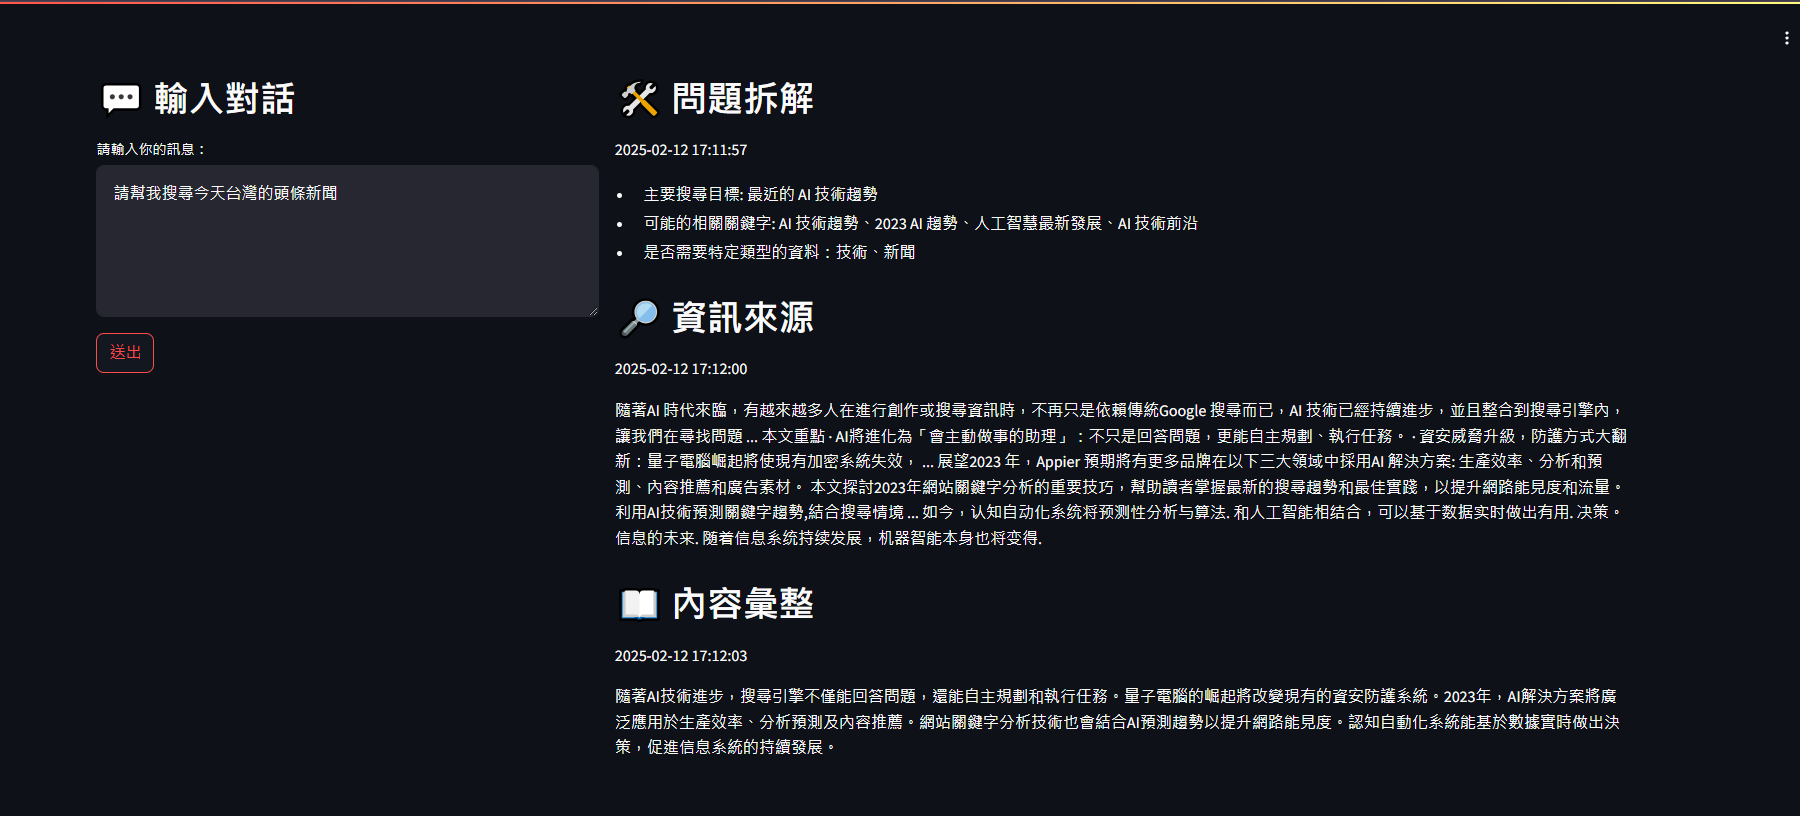 輸入對話
請輸入你的訊息：
請幫我搜尋今天台灣的頭條新聞
送出
問題拆解
2025-02-12 17:11:57
主要搜尋目標: 最近的 AI 技術趨勢
可能的相關關鍵字: AI 技術趨勢、2023 AI 趨勢、人工智慧最新發展、AI 技術前沿
是否需要特定類型的資料：技術、新聞
資訊來源
2025-02-12 17:12:00
隨著AI 時代來臨，有越來越多人在進行創作或搜尋資訊時，不再只是依賴傳統Google 搜尋而已，AI 技術已經持續進步，並且整合到搜尋引擎內，
讓我們在尋找問題 ... 本文重點 · AI將進化為「會主動做事的助理」：不只是回答問題，更能自主規劃、執行任務。 · 資安威脅升級，防護方式大翻
新：量子電腦崛起將使現有加密系統失效， ... 展望2023 年，Appier 預期將有更多品牌在以下三大領域中採用AI 解決方案: 生產效率、分析和預
測、內容推薦和廣告素材。 本文探討2023年網站關鍵字分析的重要技巧，幫助讀者掌握最新的搜尋趨勢和最佳實踐，以提升網路能見度和流量。
利用AI技術預測關鍵字趨勢,結合搜尋情境 ... 如今，认知自动化系统将预测性分析与算法. 和人工智能相结合，可以基于数据实时做出有用. 决策。
信息的未来. 随着信息系统持续发展，机器智能本身也将变得.
內容彙整
2025-02-12 17:12:03
隨著AI技術進步，搜尋引擎不僅能回答問題，還能自主規劃和執行任務。量子電腦的崛起將改變現有的資安防護系統。2023年，AI解決方案將廣
泛應用於生產效率、分析預測及內容推薦。網站關鍵字分析技術也會結合AI預測趨勢以提升網路能見度。認知自動化系統能基於數據實時做出決
策，促進信息系統的持續發展。